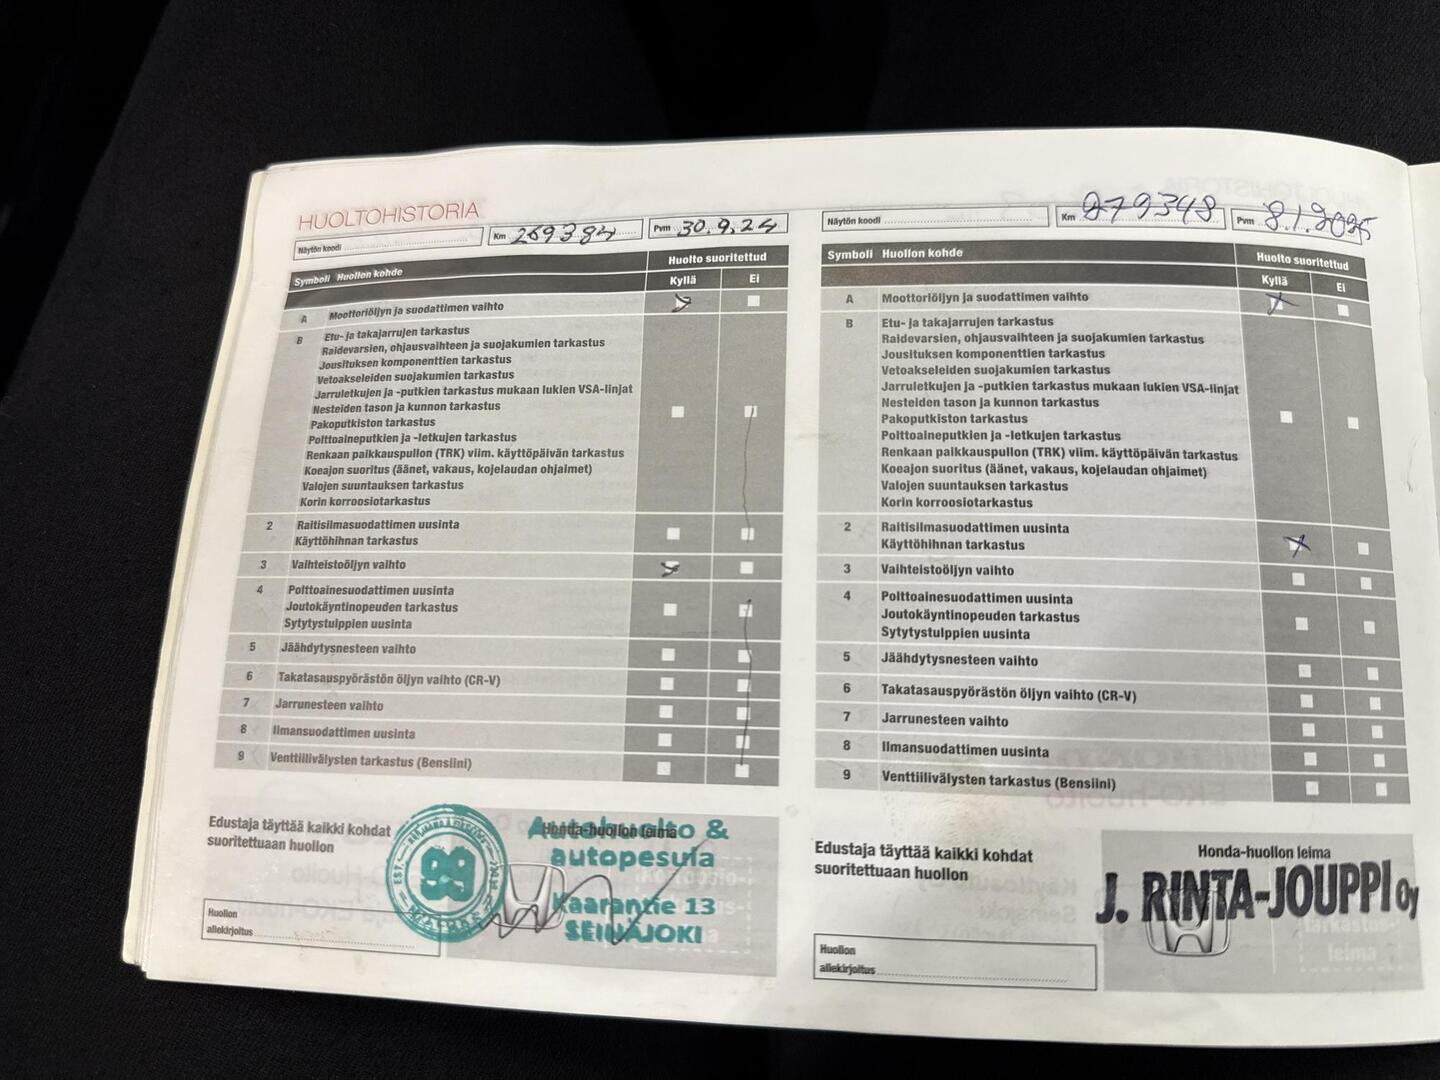 HUOLTOHISTORIA
Näytön koodi
Km 269384
Pvm 30.9.24
Symboli Huollon kohde
Huolto suoritettud
Kyllä Ei
A Moottoriöljyn ja suodattimen vaihto
B Etu- ja takajarrujen tarkastus
Raidevarsien, ohjausvaihteen ja suojakumien tarkastus
Jousituksen komponenttien tarkastus
Vetoakseleiden suojakumien tarkastus
Jarruletkujen ja -putkien tarkastus mukaan lukien VSA-linjat
Nesteiden tason ja kunnon tarkastus
Pakoputkiston tarkastus
Polttoaineputkien ja -letkujen tarkastus
Renkaan paikkauspullon (TRK) viim. käyttöpäivän tarkastus
Koeajon suoritus (äänet, vakaus, kojelaudan ohjaimet)
Valojen suuntauksen tarkastus
Korin korroosiotarkastus
2 Raitisilmasuodattimen uusinta
Käyttöhihnan tarkastus
3 Vaihteistoöljyn vaihto
4 Polttoainesuodattimen uusinta
Joutokäyntinopeuden tarkastus
Sytytystulppien uusinta
5 Jäähdytysnesteen vaihto
6 Takatasauspyörästön öljyn vaihto (CR-V)
7 Jarrunesteen vaihto
8 Ilmansuodattimen uusinta
9 Venttiilivälysten tarkastus (Bensiini)
Edustaja täyttää kaikki kohdat
suoritettuaan huollon
Huollon
allekirjoitus
Honda-huollon leima
EST.
99
Autohuolto &
autopesula
Kaarantie 13
SEINÄJOKI
Näytön koodi
Km 279348
Pvm 8.1.2025
Symboli Huollon kohde
Huolto suoritettud
Kyllä Ei
A Moottoriöljyn ja suodattimen vaihto
B Etu- ja takajarrujen tarkastus
Raidevarsien, ohjausvaihteen ja suojakumien tarkastus
Jousituksen komponenttien tarkastus
Vetoakseleiden suojakumien tarkastus
Jarruletkujen ja -putkien tarkastus mukaan lukien VSA-linjat
Nesteiden tason ja kunnon tarkastus
Pakoputkiston tarkastus
Polttoaineputkien ja -letkujen tarkastus
Renkaan paikkauspullon (TRK) viim. käyttöpäivän tarkastus
Koeajon suoritus (äänet, vakaus, kojelaudan ohjaimet)
Valojen suuntauksen tarkastus
Korin korroosiotarkastus
2 Raitisilmasuodattimen uusinta
Käyttöhihnan tarkastus
3 Vaihteistoöljyn vaihto
4 Polttoainesuodattimen uusinta
Joutokäyntinopeuden tarkastus
Sytytystulppien uusinta
5 Jäähdytysnesteen vaihto
6 Takatasauspyörästön öljyn vaihto (CR-V)
7 Jarrunesteen vaihto
8 Ilmansuodattimen uusinta
9 Venttiilivälysten tarkastus (Bensiini)
Edustaja täyttää kaikki kohdat
suoritettuaan huollon
Huollon
allekirjoitus
Honda-huollon leima
J. RINTA-JOUPPI Oy
tarkastus-
leima